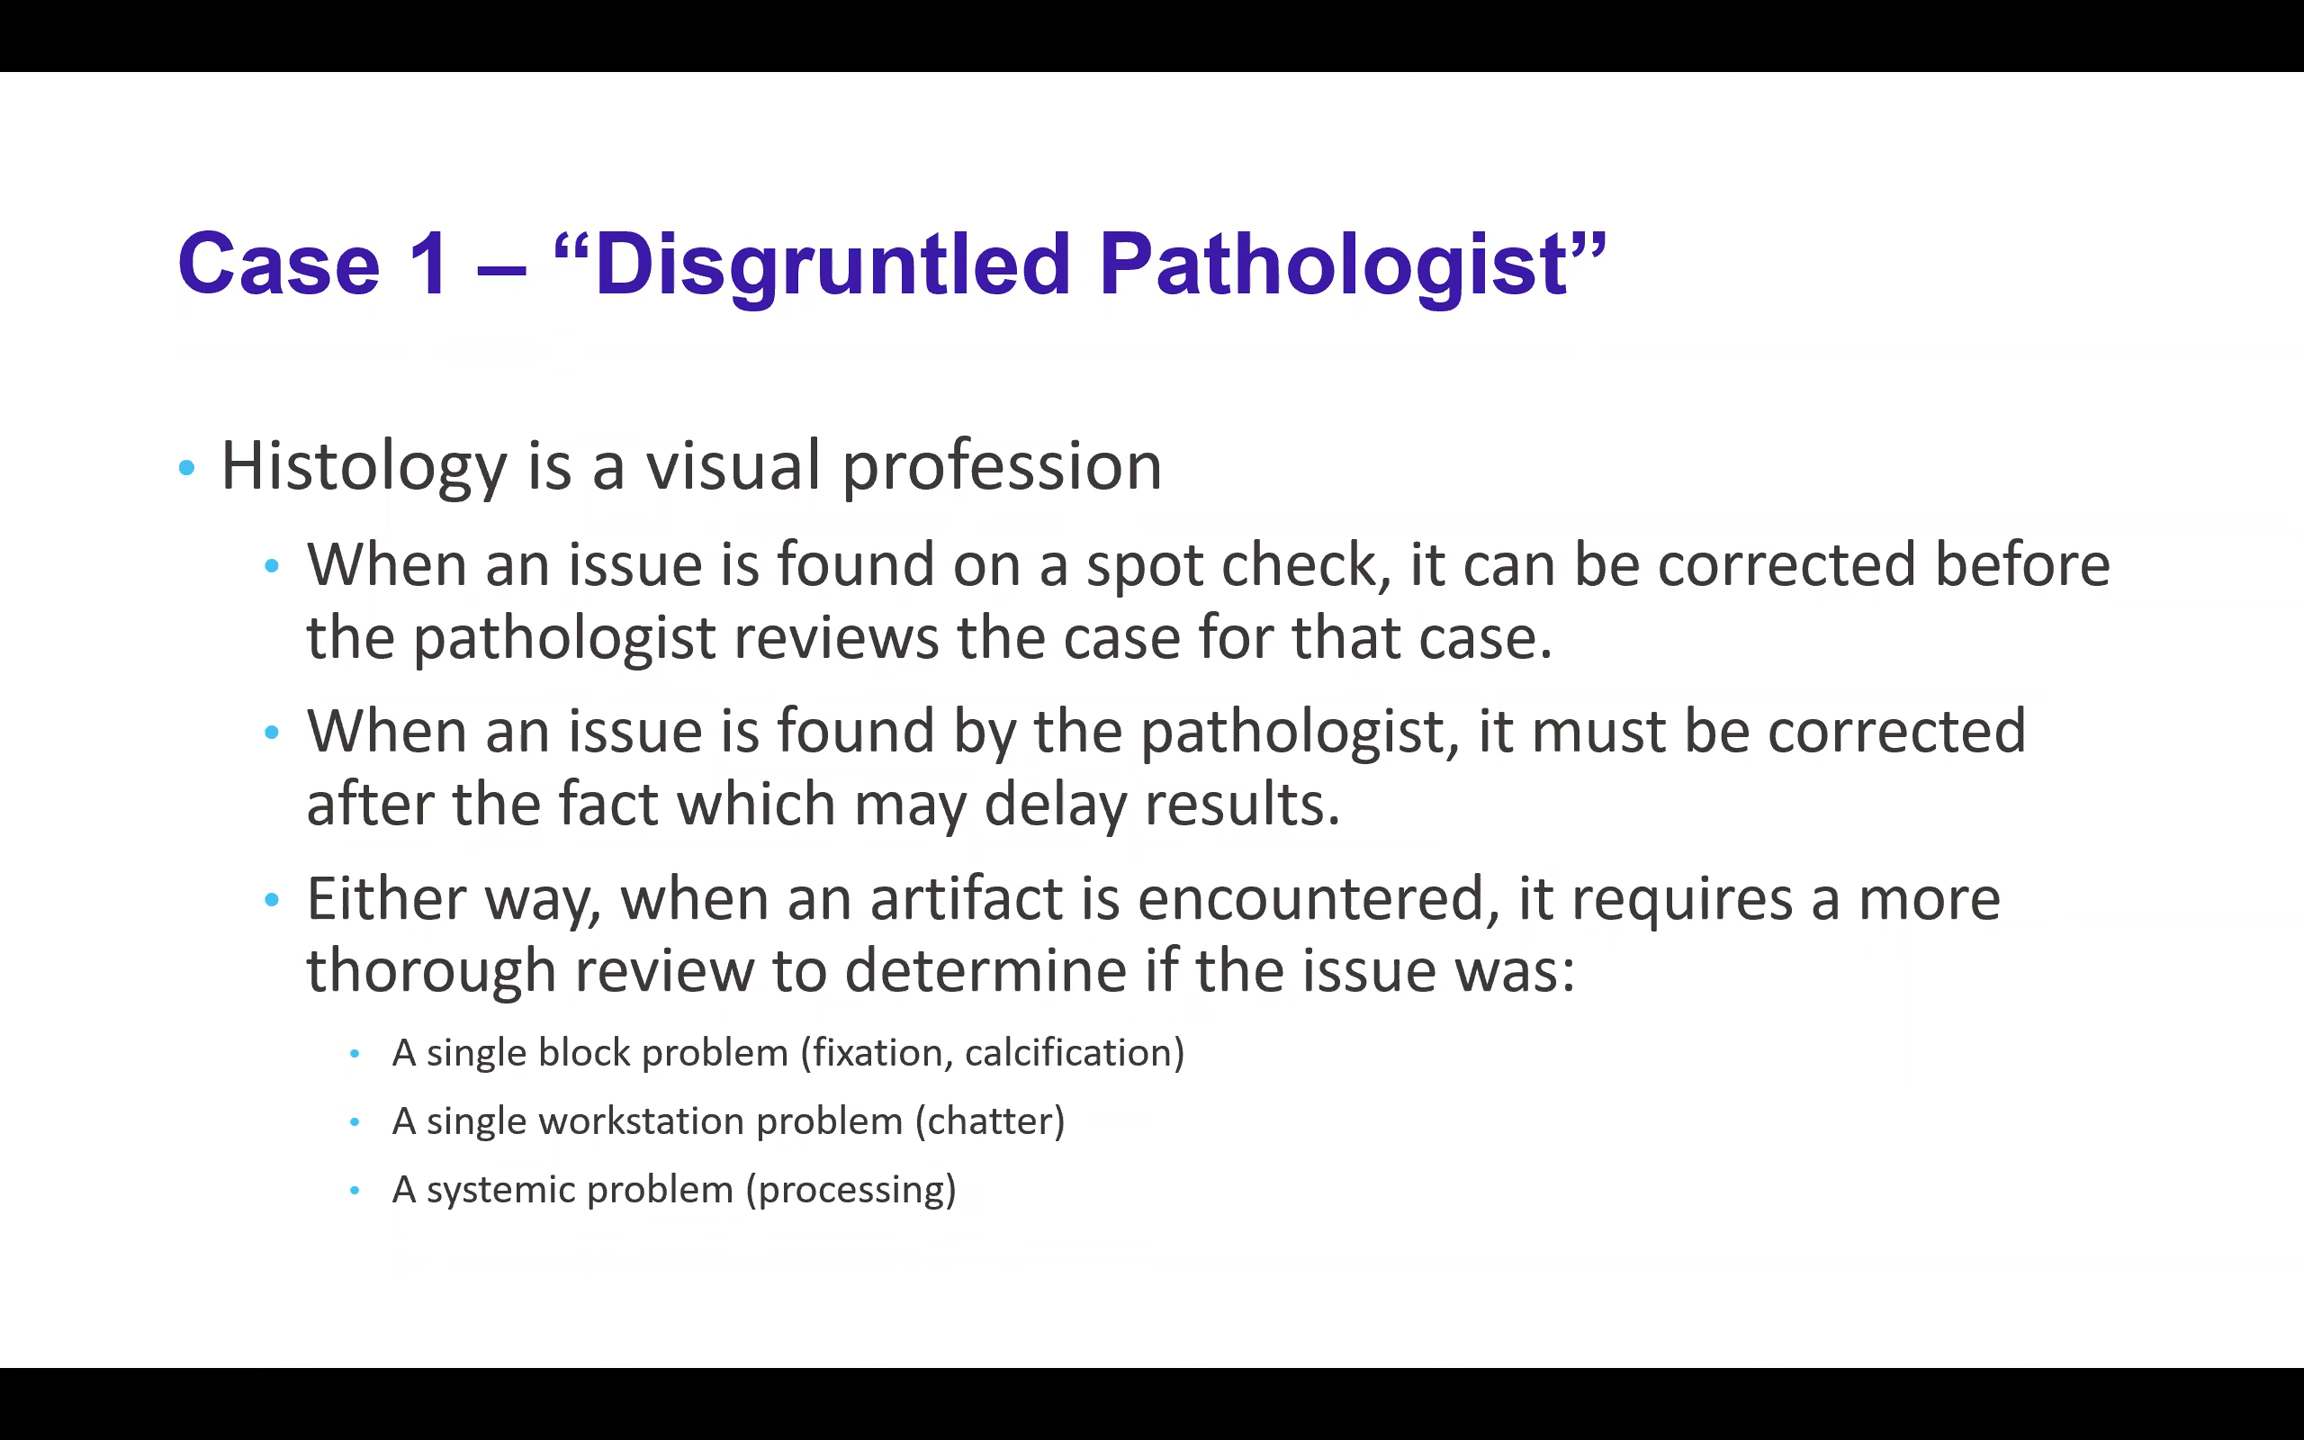 Case 1 – “Disgruntled Pathologist”
• Histology is a visual profession
• When an issue is found on a spot check, it can be corrected before
the pathologist reviews the case for that case.
• When an issue is found by the pathologist, it must be corrected
after the fact which may delay results.
• Either way, when an artifact is encountered, it requires a more
thorough review to determine if the issue was:
• A single block problem (fixation, calcification)
• A single workstation problem (chatter)
• A systemic problem (processing)